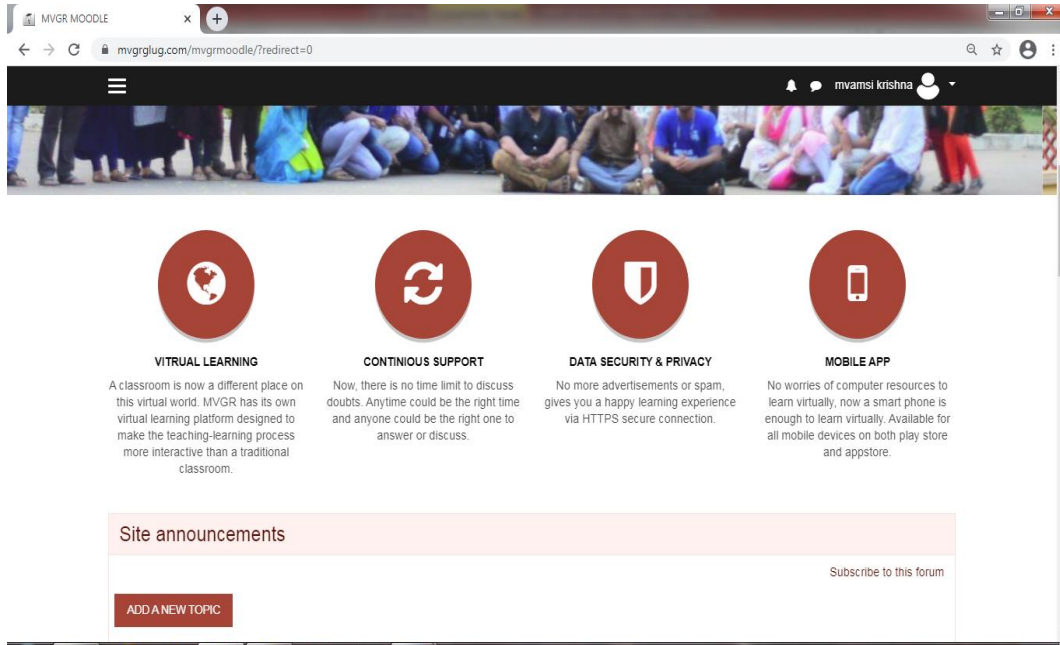 MVGR MOODLE
mvgrglug.com/mvgrmoodle/?redirect=0
mvamsi krishna
VITRUAL LEARNING
A classroom is now a different place on
this virtual world. MVGR has its own
virtual learning platform designed to
make the teaching-learning process
more interactive than a traditional
classroom.
CONTINIOUS SUPPORT
Now, there is no time limit to discuss
doubts. Anytime could be the right time
and anyone could be the right one to
answer or discuss.
DATA SECURITY & PRIVACY
No more advertisements or spam,
gives you a happy learning experience
via HTTPS secure connection.
MOBILE APP
No worries of computer resources to
learn virtually, now a smart phone is
enough to learn virtually. Available for
all mobile devices on both play store
and appstore.
Site announcements
Subscribe to this forum
ADD A NEW TOPIC